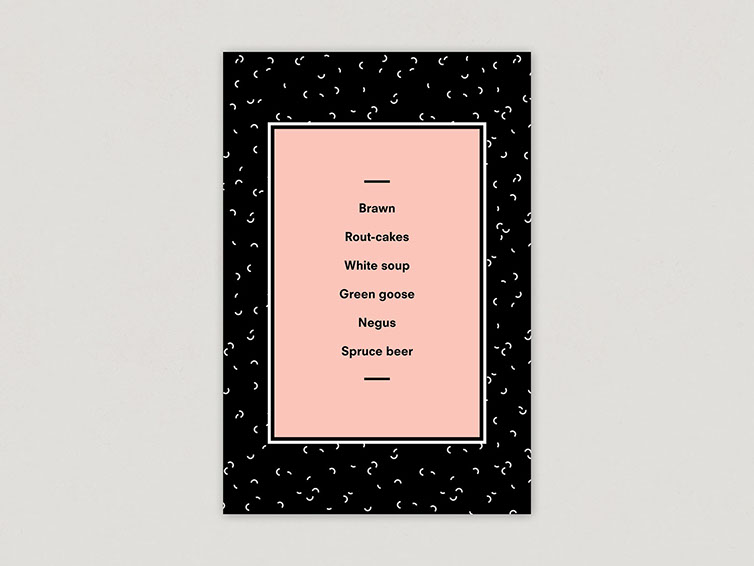 Brawn
Rout-cakes
White soup
Green goose
Negus
Spruce beer